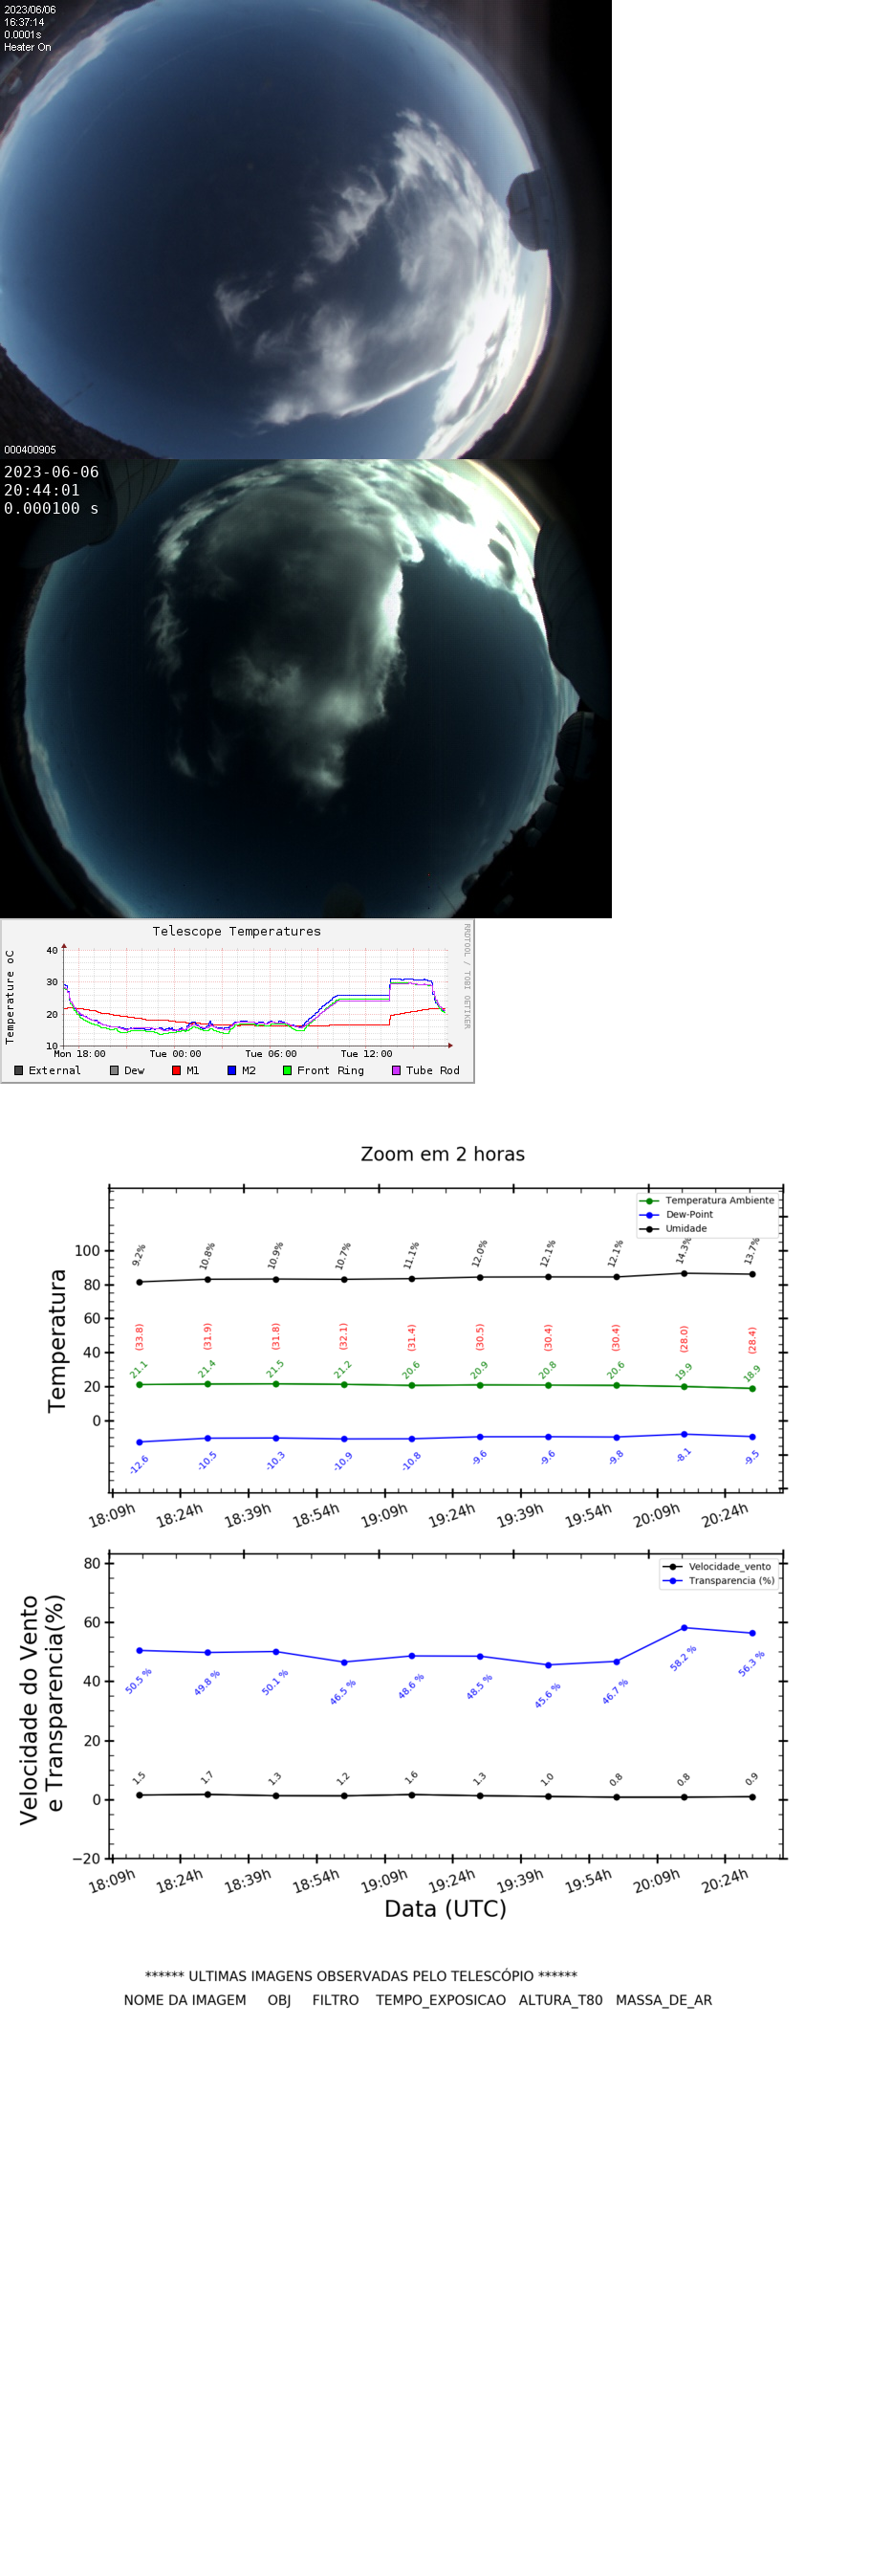 2023/06/06
16:37:14
0.0001s
Heater On
000400905
2023-06-06
20:44:01
0.000100 s
Telescope Temperatures
RRDTOOL / TOBI OETIKER
Temperature oC
40
30
20
10
Mon 18:00 Tue 00:00 Tue 06:00 Tue 12:00
External Dew M1 M2 Front Ring Tube Rod
Zoom em 2 horas
Temperatura Ambiente
Dew-Point
Umidade
Temperatura
100
80
60
40
20
0
9.2% 10.8% 10.9% 10.7% 11.1% 12.0% 12.1% 12.1% 14.3% 13.7%
(33.8) (31.9) (31.8) (32.1) (31.4) (30.5) (30.4) (30.4) (28.0) (28.4)
21.1 21.4 21.5 21.2 20.6 20.9 20.8 20.6 19.9 18.9
-12.6 -10.5 -10.3 -10.9 -10.8 -9.6 -9.6 -9.8 -8.1 -9.5
18:09h 18:24h 18:39h 18:54h 19:09h 19:24h 19:39h 19:54h 20:09h 20:24h
Velocidade_vento
Transparencia (%)
Velocidade do Vento
e Transparencia(%)
80
60
40
20
0
−20
50.5 % 49.8 % 50.1 % 46.5 % 48.6 % 48.5 % 45.6 % 46.7 % 58.2 % 56.3 %
1.5 1.7 1.3 1.2 1.6 1.3 1.0 0.8 0.8 0.9
18:09h 18:24h 18:39h 18:54h 19:09h 19:24h 19:39h 19:54h 20:09h 20:24h
Data (UTC)
****** ULTIMAS IMAGENS OBSERVADAS PELO TELESCÓPIO ******
NOME DA IMAGEM OBJ FILTRO TEMPO_EXPOSICAO ALTURA_T80 MASSA_DE_AR